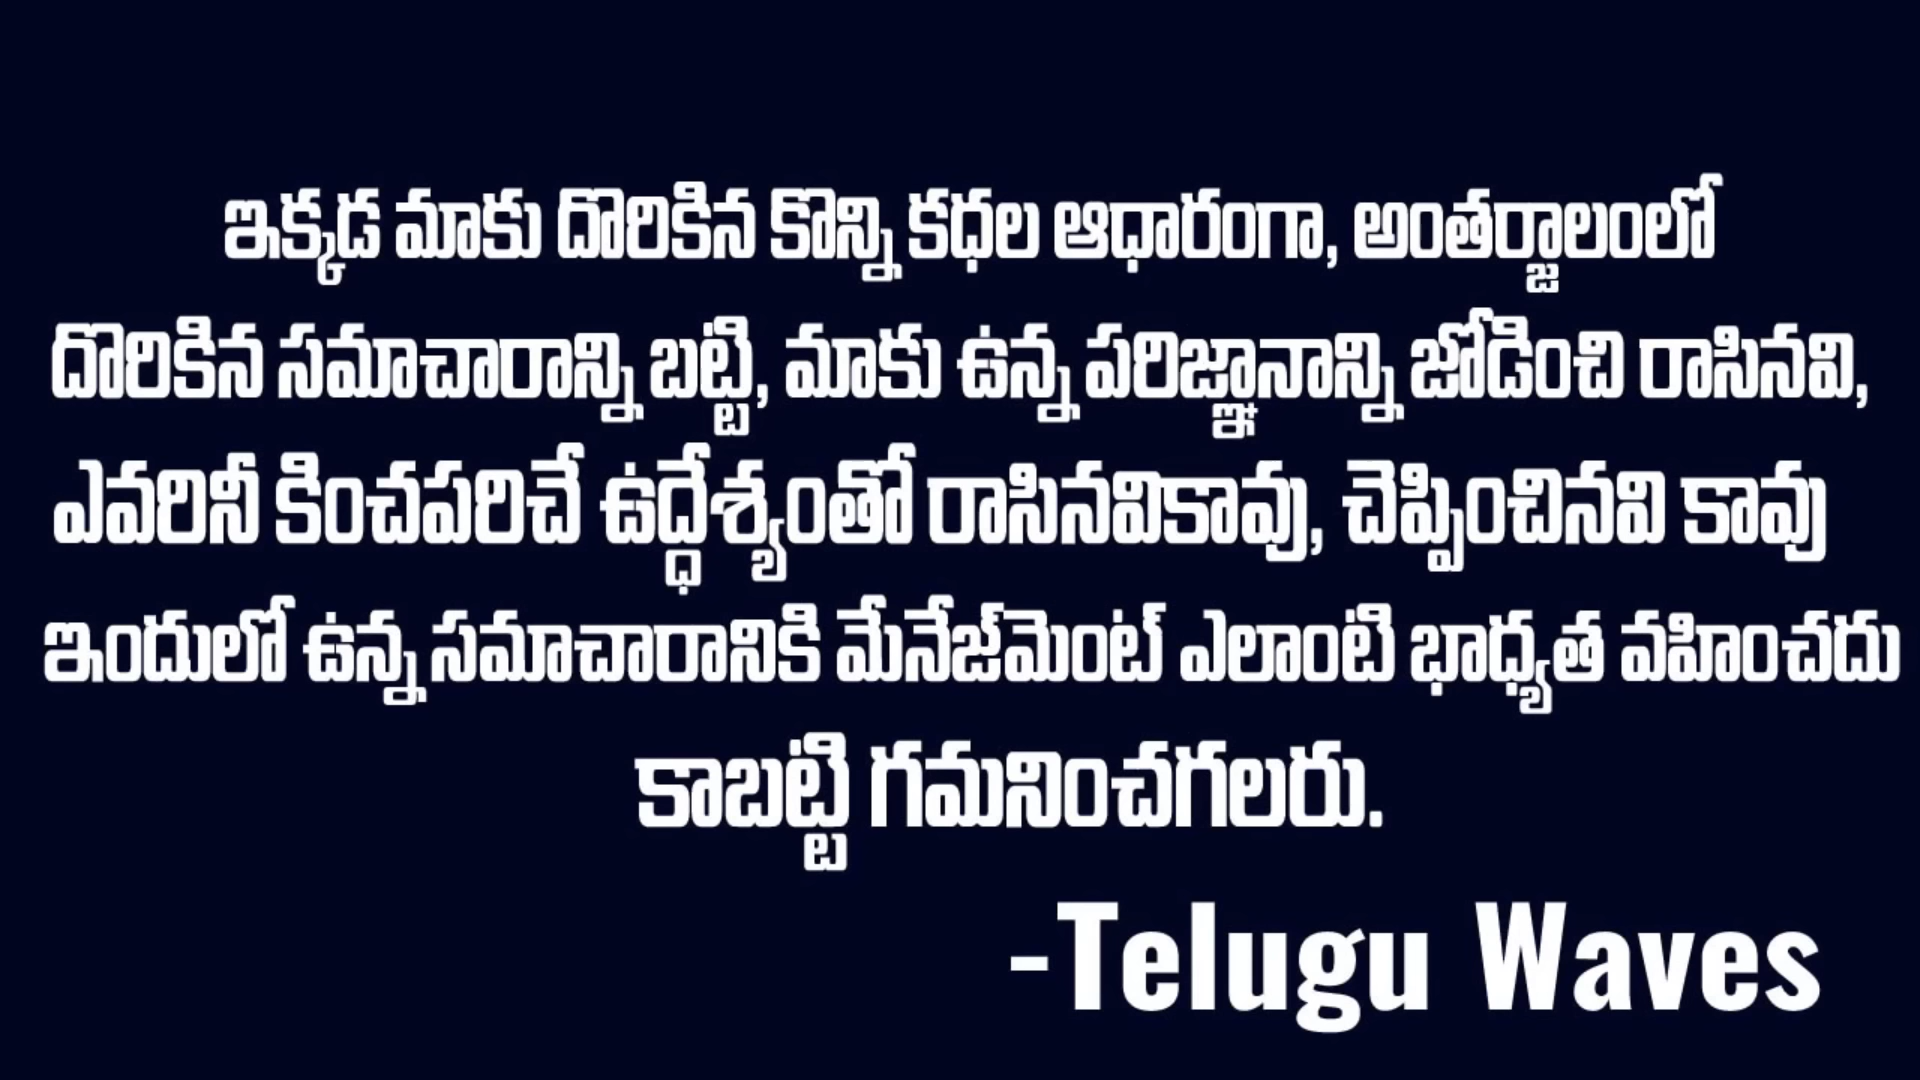 ఇక్కడ మాకు దొరికిన కొన్ని కధల ఆధారంగా, అంతర్జాలంలో
దొరికిన సమాచారాన్ని బట్టి, మాకు ఉన్న పరిజ్ఞానాన్ని జోడించి రాసినవి,
ఎవరినీ కించపరిచే ఉద్ధేశ్యంతో రాసినవికావు, చెప్పించినవి కావు
ఇందులో ఉన్న సమాచారానికి మేనేజ్‌మెంట్ ఎలాంటి భాధ్యత వహించదు
కాబట్టి గమనించగలరు.
-Telugu Waves